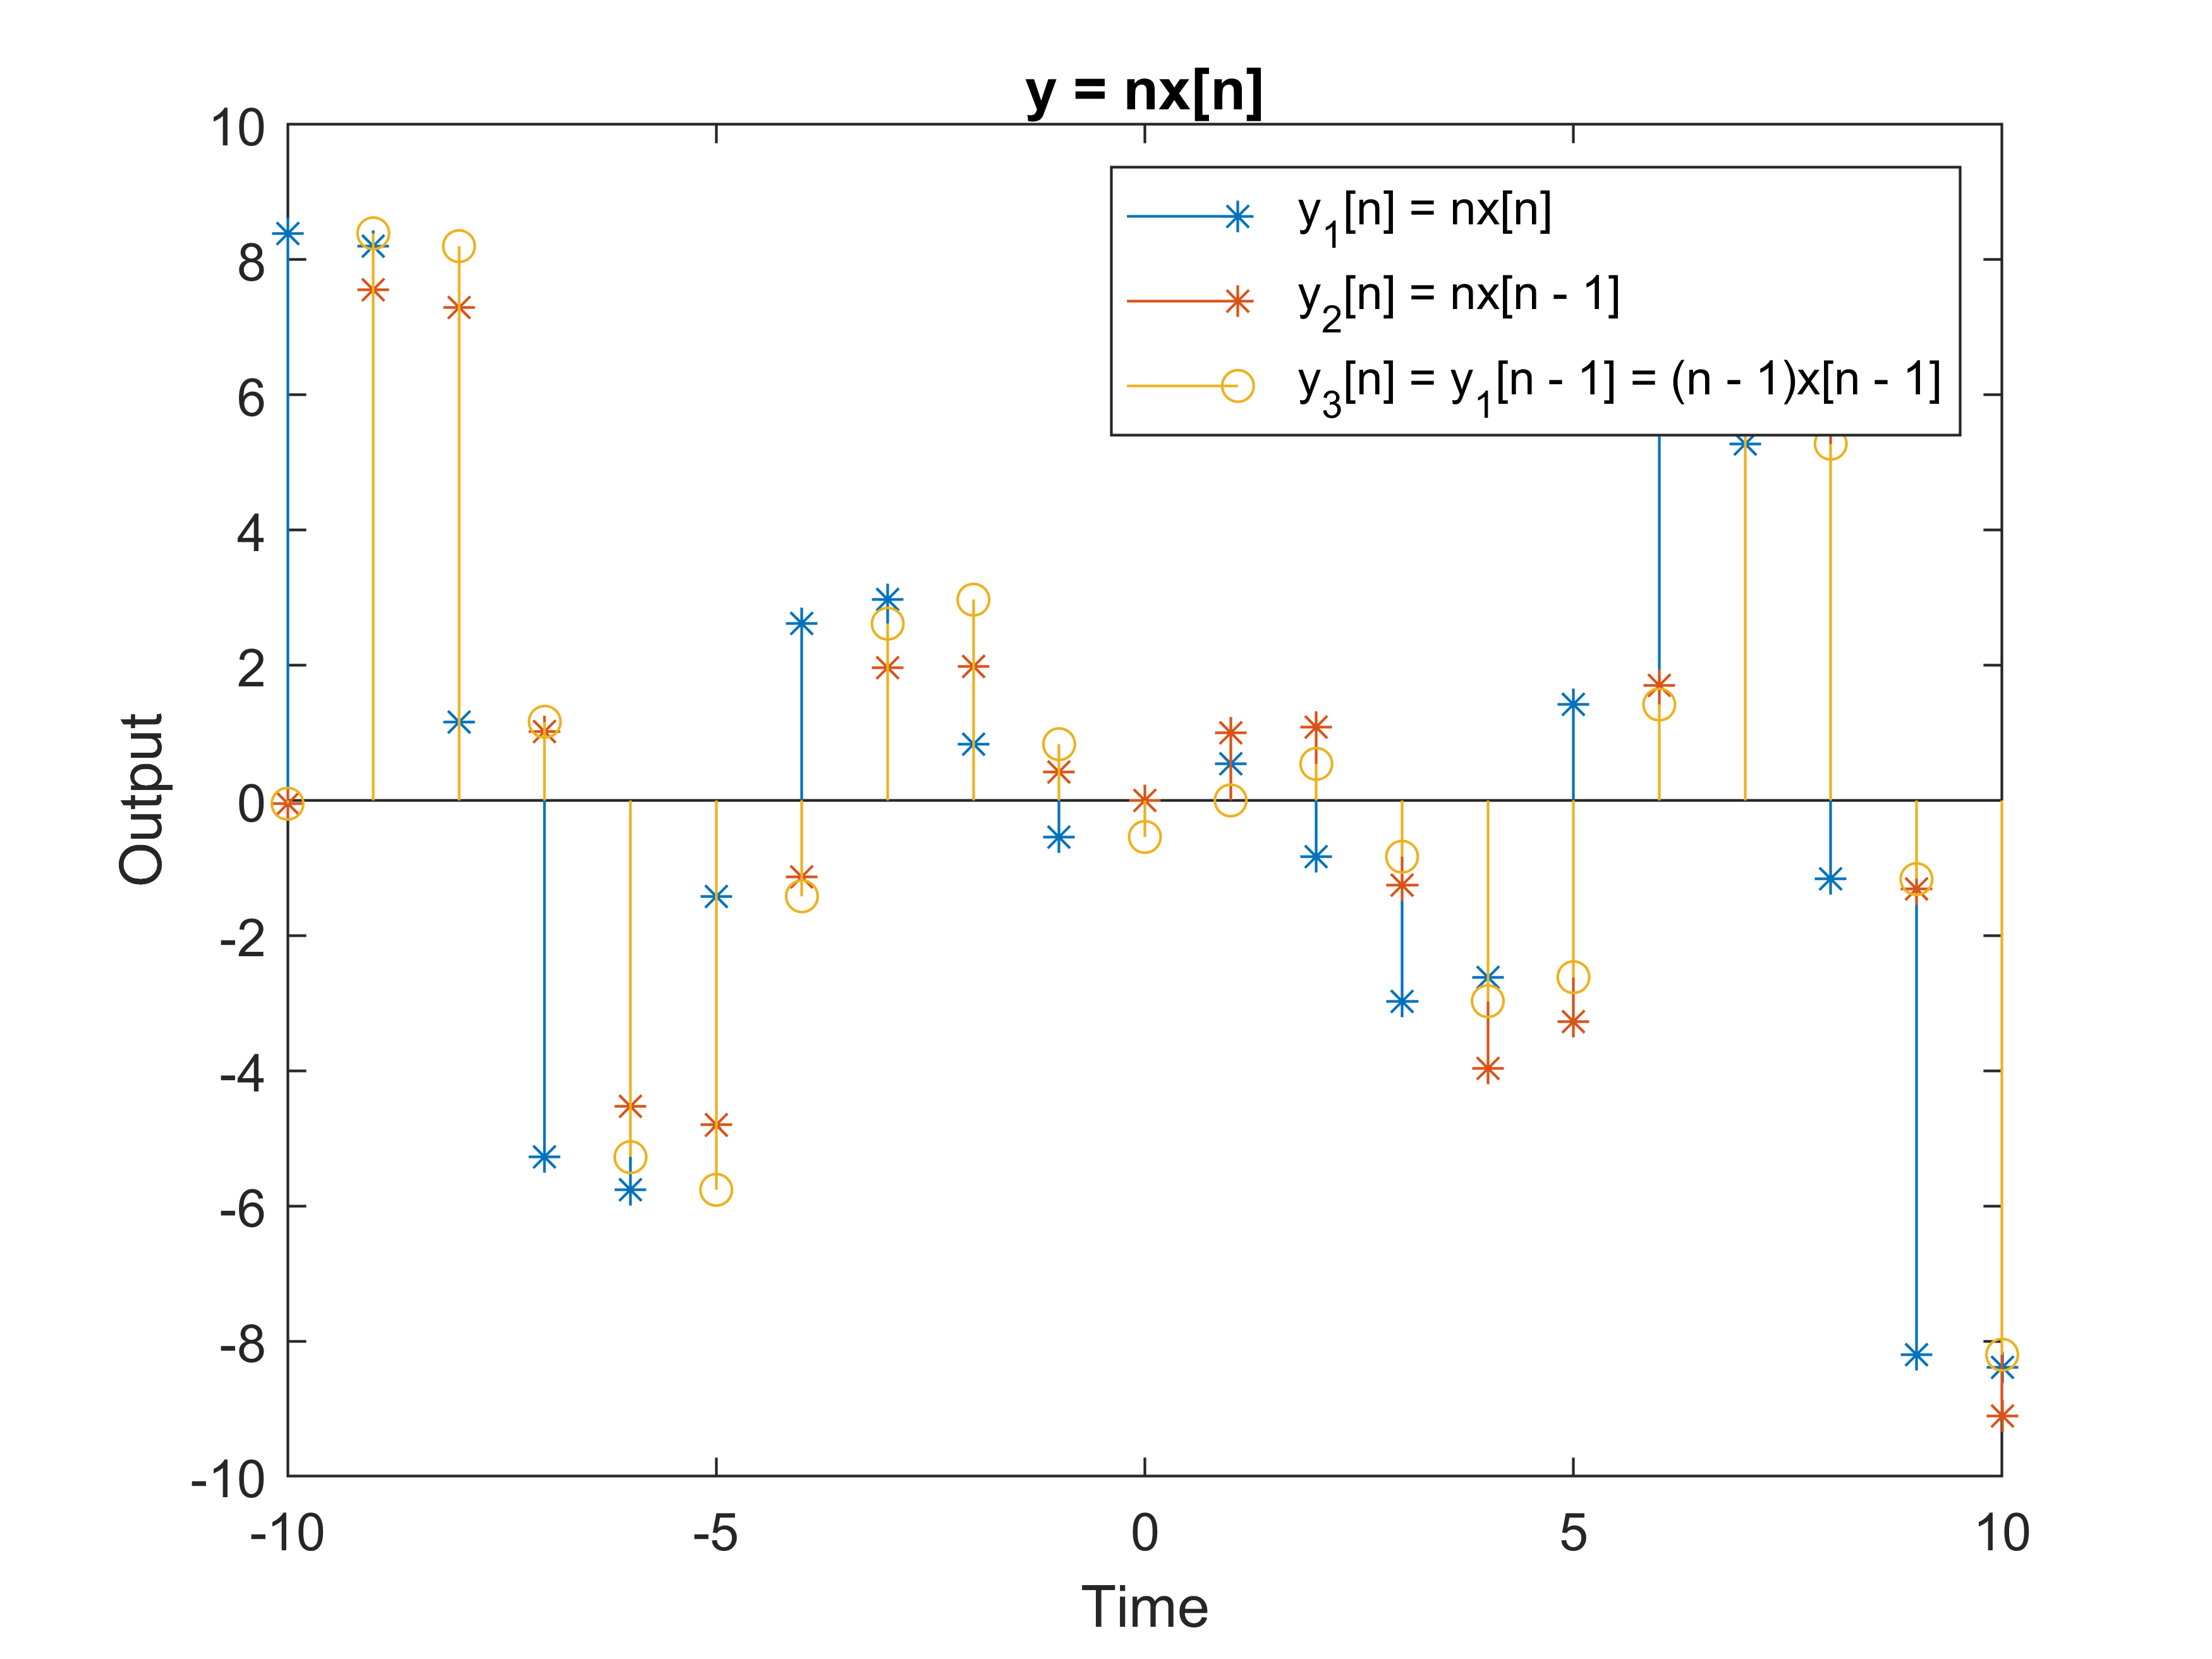 y = nx[n]
10
8
6
4
2
0
-2
-4
-6
-8
-10
Output
y1[n] = nx[n]
y2[n] = nx[n - 1]
y3[n] = y1[n - 1] = (n - 1)x[n - 1]
-10 -5 0 5 10
Time